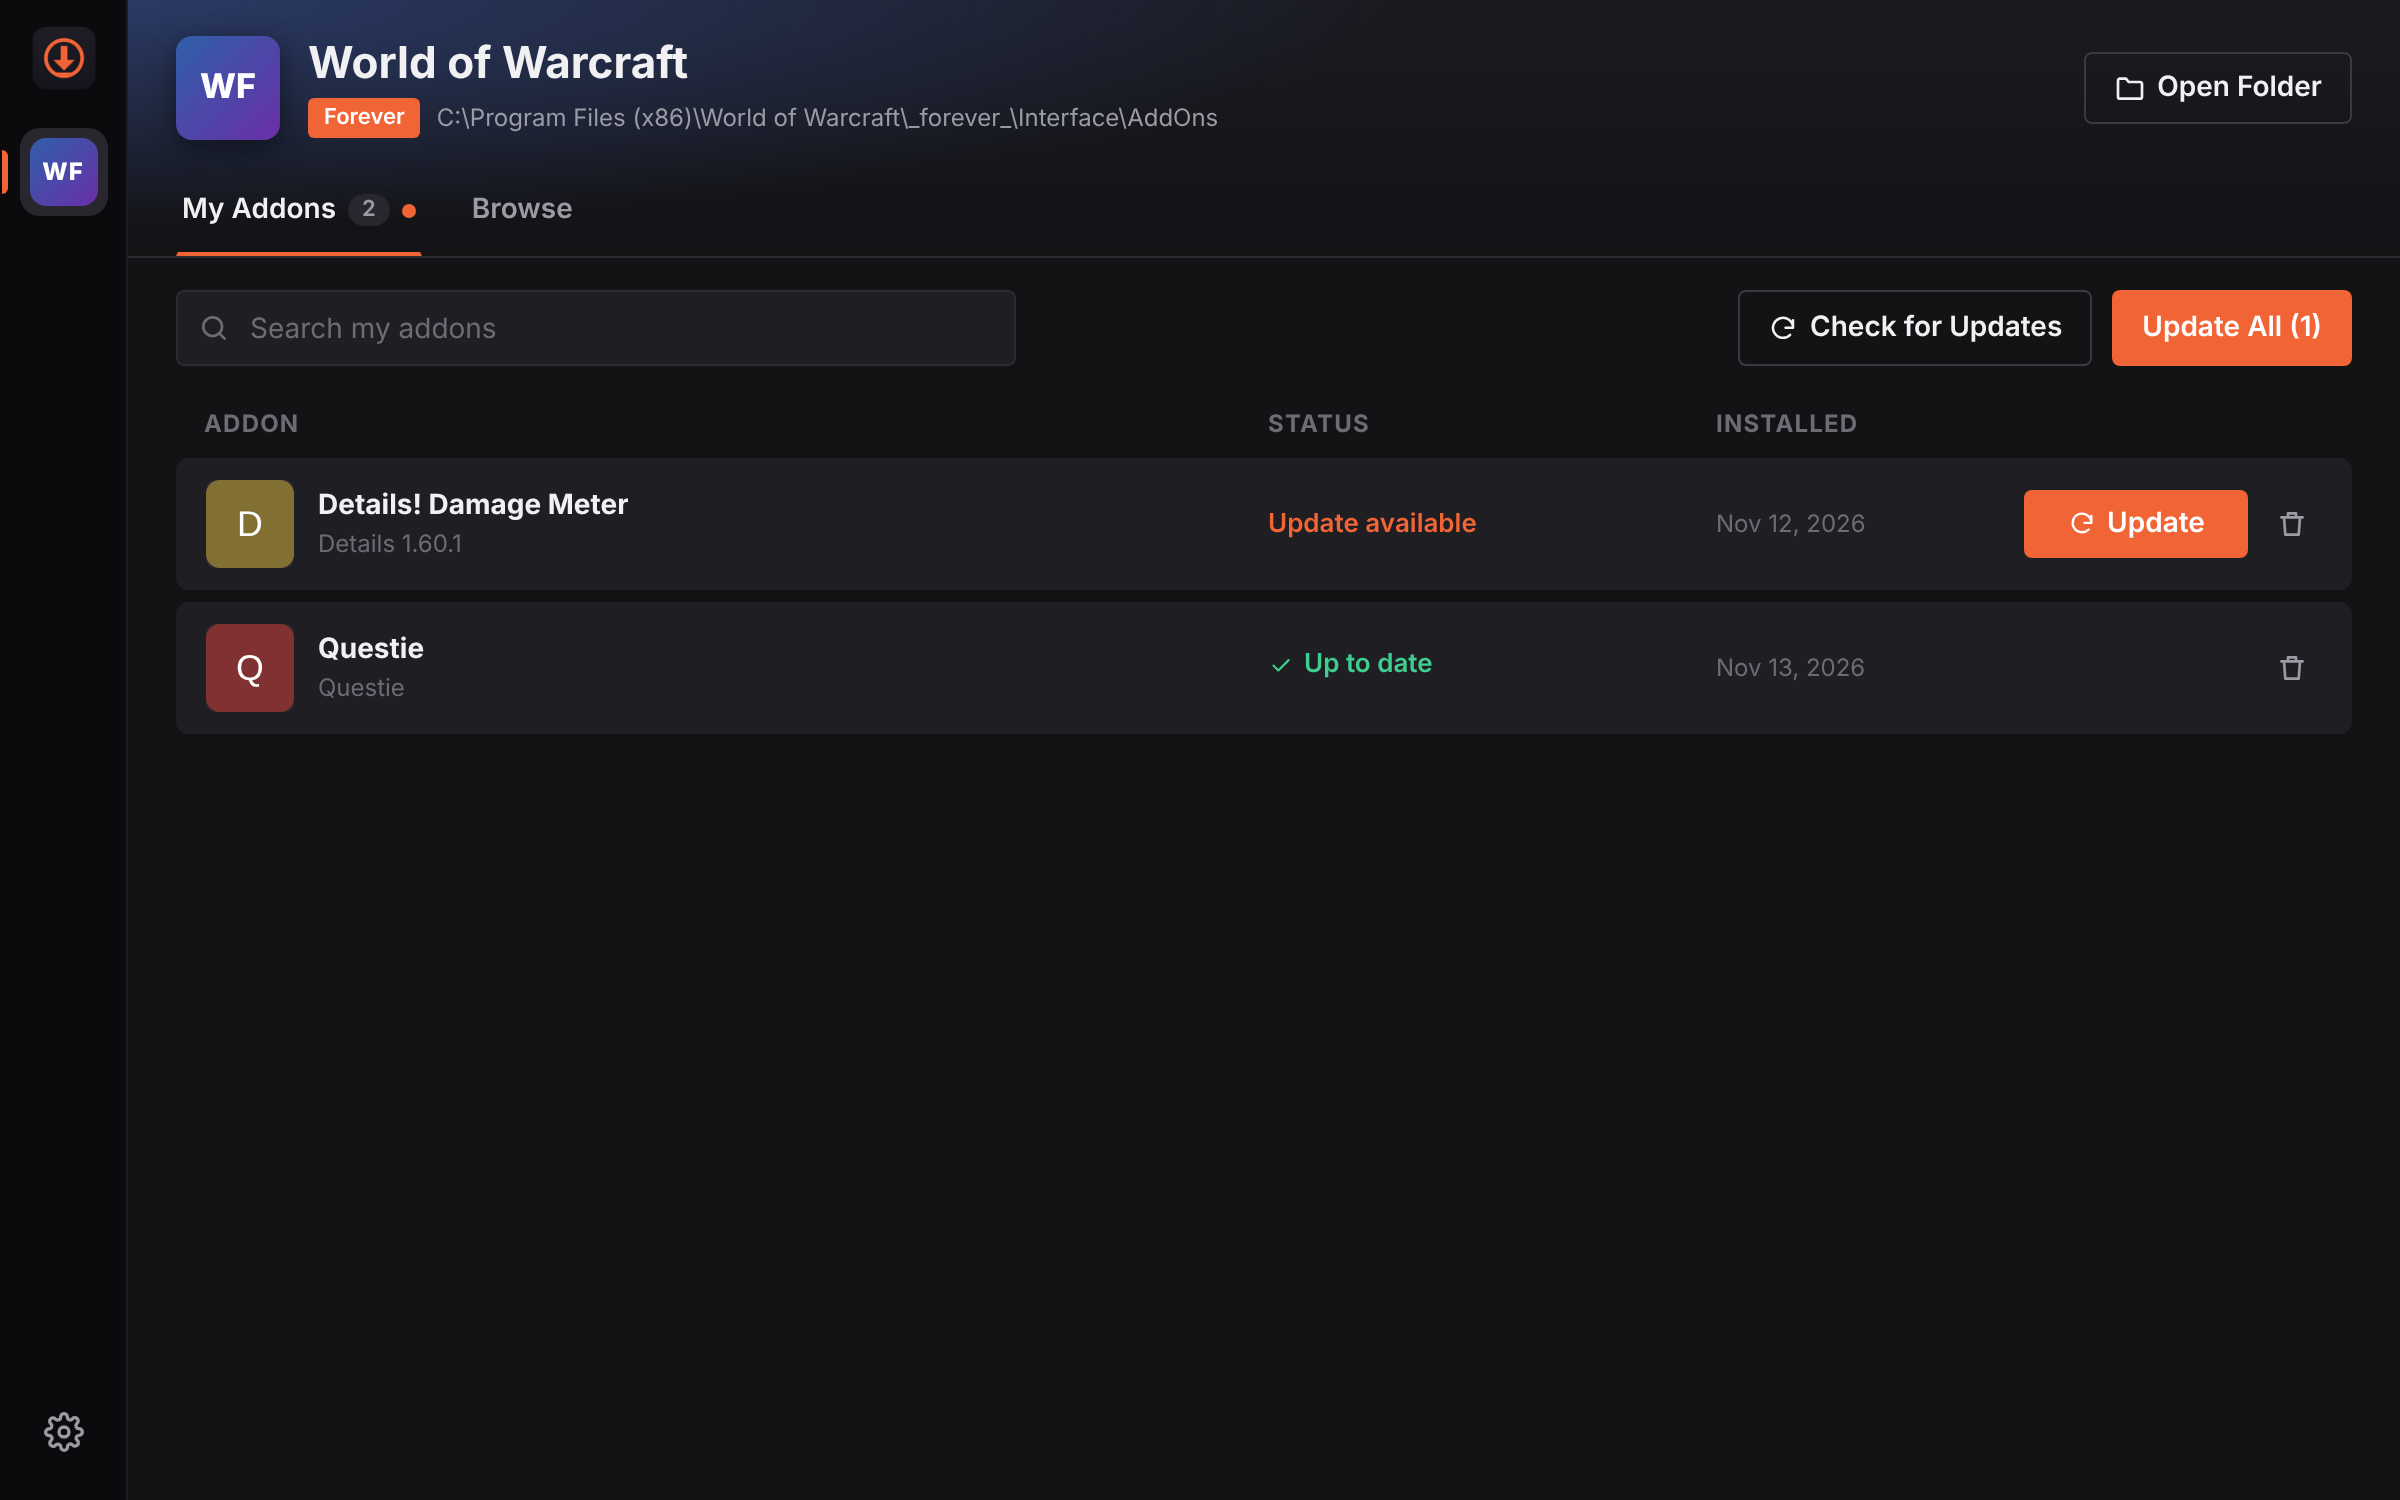 WF
World of Warcraft
Forever C:\Program Files (x86)\World of Warcraft\_forever_\Interface\AddOns
Open Folder
WF
My Addons 2
Browse
Search my addons
Check for Updates
Update All (1)
ADDON STATUS INSTALLED
D
Details! Damage Meter
Details 1.60.1
Update available
Nov 12, 2026
Update
Q
Questie
Questie
Up to date
Nov 13, 2026